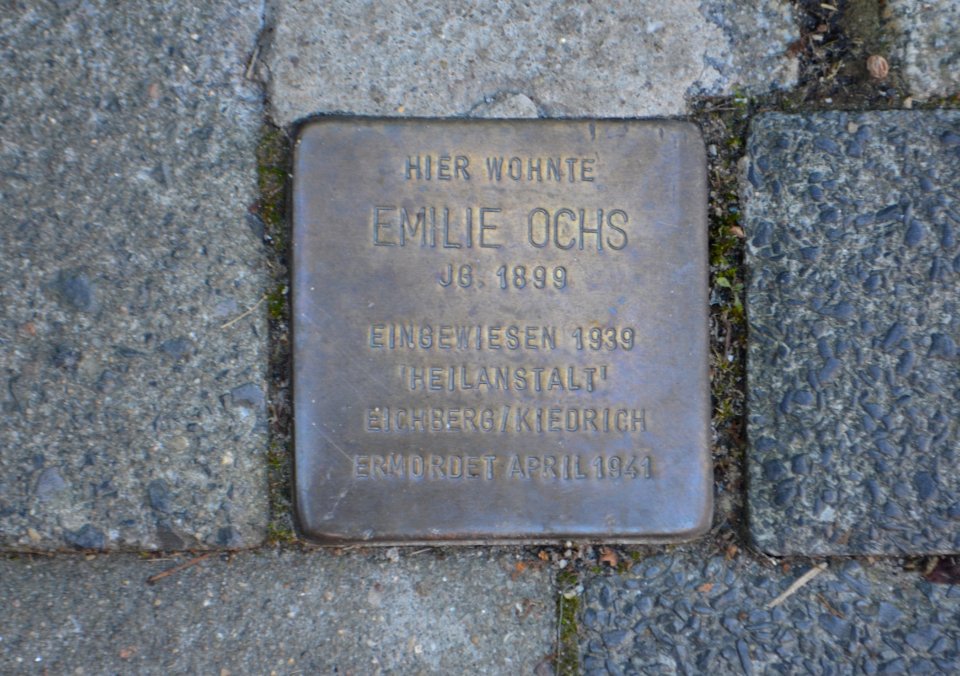 HIER WOHNTE
EMILIE OCHS
JG. 1899
EINGEWIESEN 1939
'HEILANSTALT'
EICHBERG/KIEDRICH
ERMORDET APRIL 1941